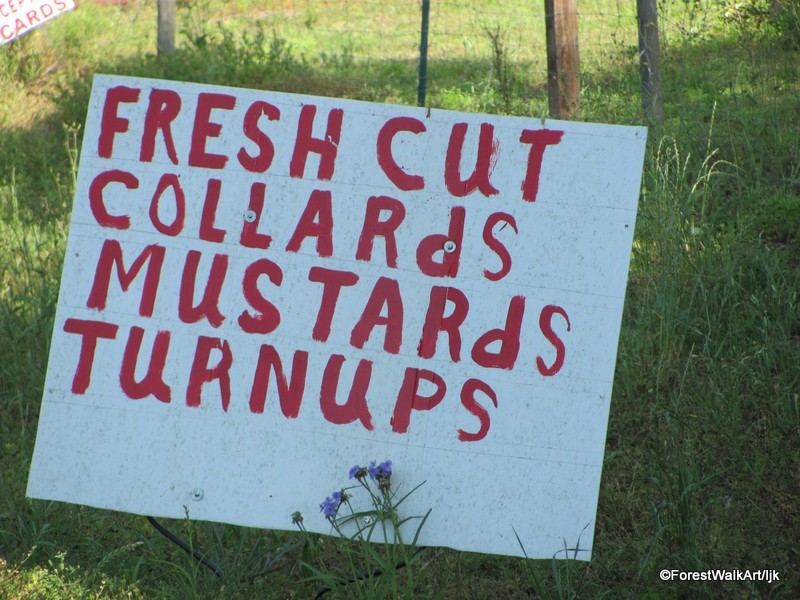 CARDS
FRESH CUT
COLLARdS
MUSTARdS
TURNUPS
©ForestWalkArt/ljk